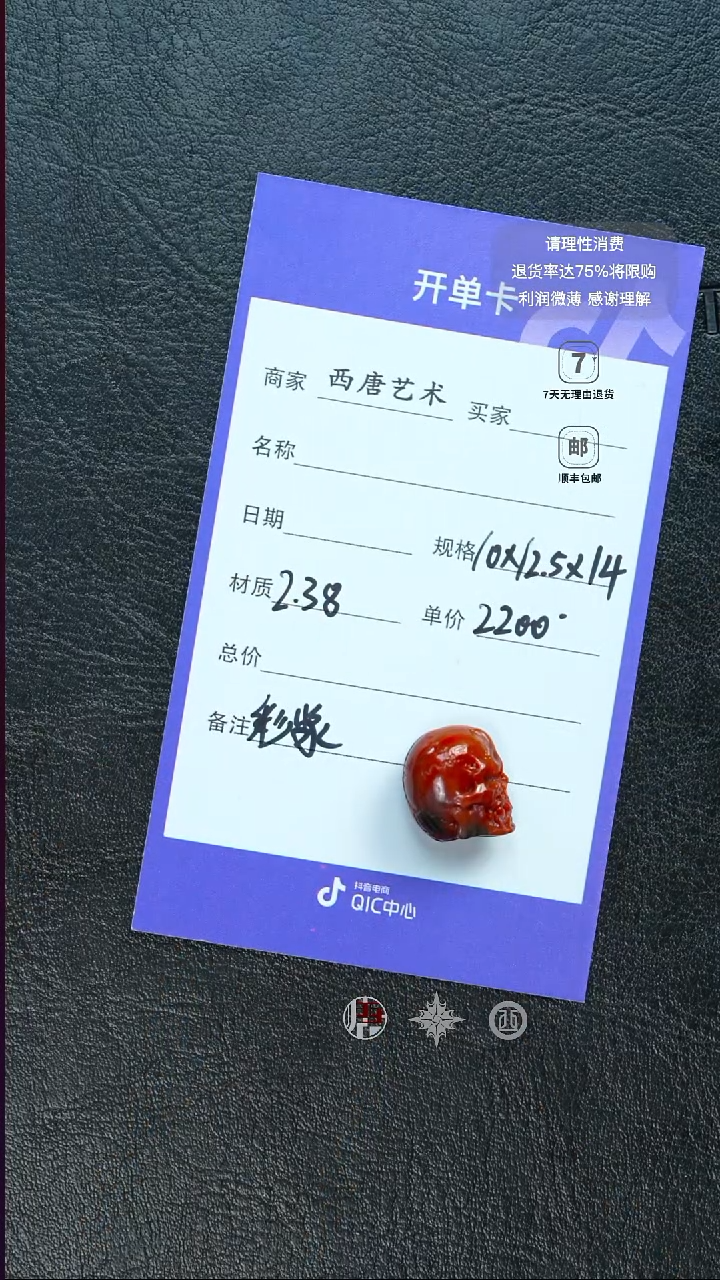 请理性消费
退货率达75%将限购
利润微薄 感谢理解
开单卡
7
7天无理由退货
邮
顺丰包邮
商家 西唐艺术 买家
名称
日期 规格 10x12.5x14
材质 2.38 单价 2200
总价
备注 彩
抖音电商
QIC中心
西